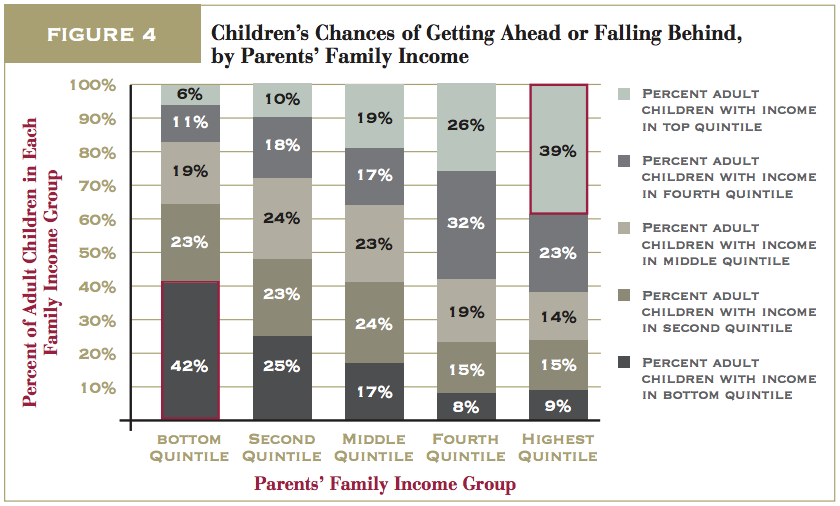 FIGURE 4
Children's Chances of Getting Ahead or Falling Behind,
by Parents' Family Income
Percent of Adult Children in Each
Family Income Group
100%
90%
80%
70%
60%
50%
40%
30%
20%
10%
6%
11%
19%
23%
42%
10%
18%
24%
23%
25%
19%
17%
23%
24%
17%
26%
32%
19%
15%
8%
39%
23%
14%
15%
9%
BOTTOM
QUINTILE
SECOND
QUINTILE
MIDDLE
QUINTILE
FOURTH
QUINTILE
HIGHEST
QUINTILE
Parents' Family Income Group
PERCENT ADULT
CHILDREN WITH INCOME
IN TOP QUINTILE
PERCENT ADULT
CHILDREN WITH INCOME
IN FOURTH QUINTILE
PERCENT ADULT
CHILDREN WITH INCOME
IN MIDDLE QUINTILE
PERCENT ADULT
CHILDREN WITH INCOME
IN SECOND QUINTILE
PERCENT ADULT
CHILDREN WITH INCOME
IN BOTTOM QUINTILE